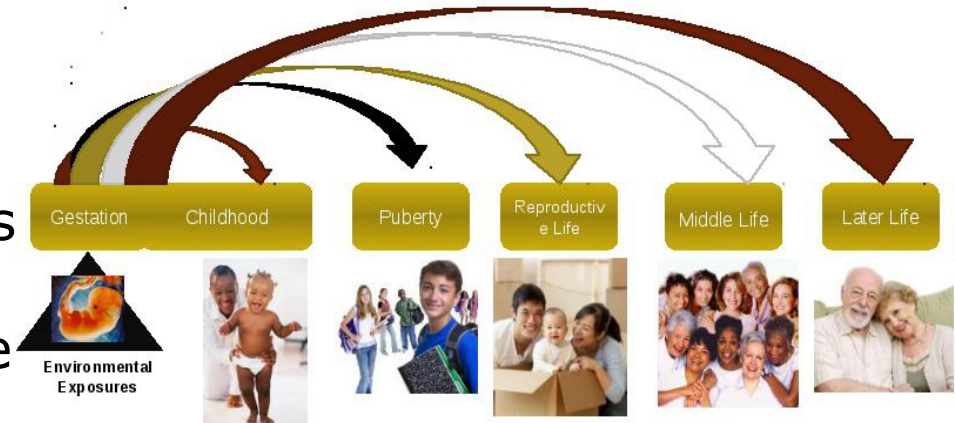 s
Gestation
Childhood
Puberty
Reproductiv
e Life
Middle Life
Later Life
e
Environmental
Exposures